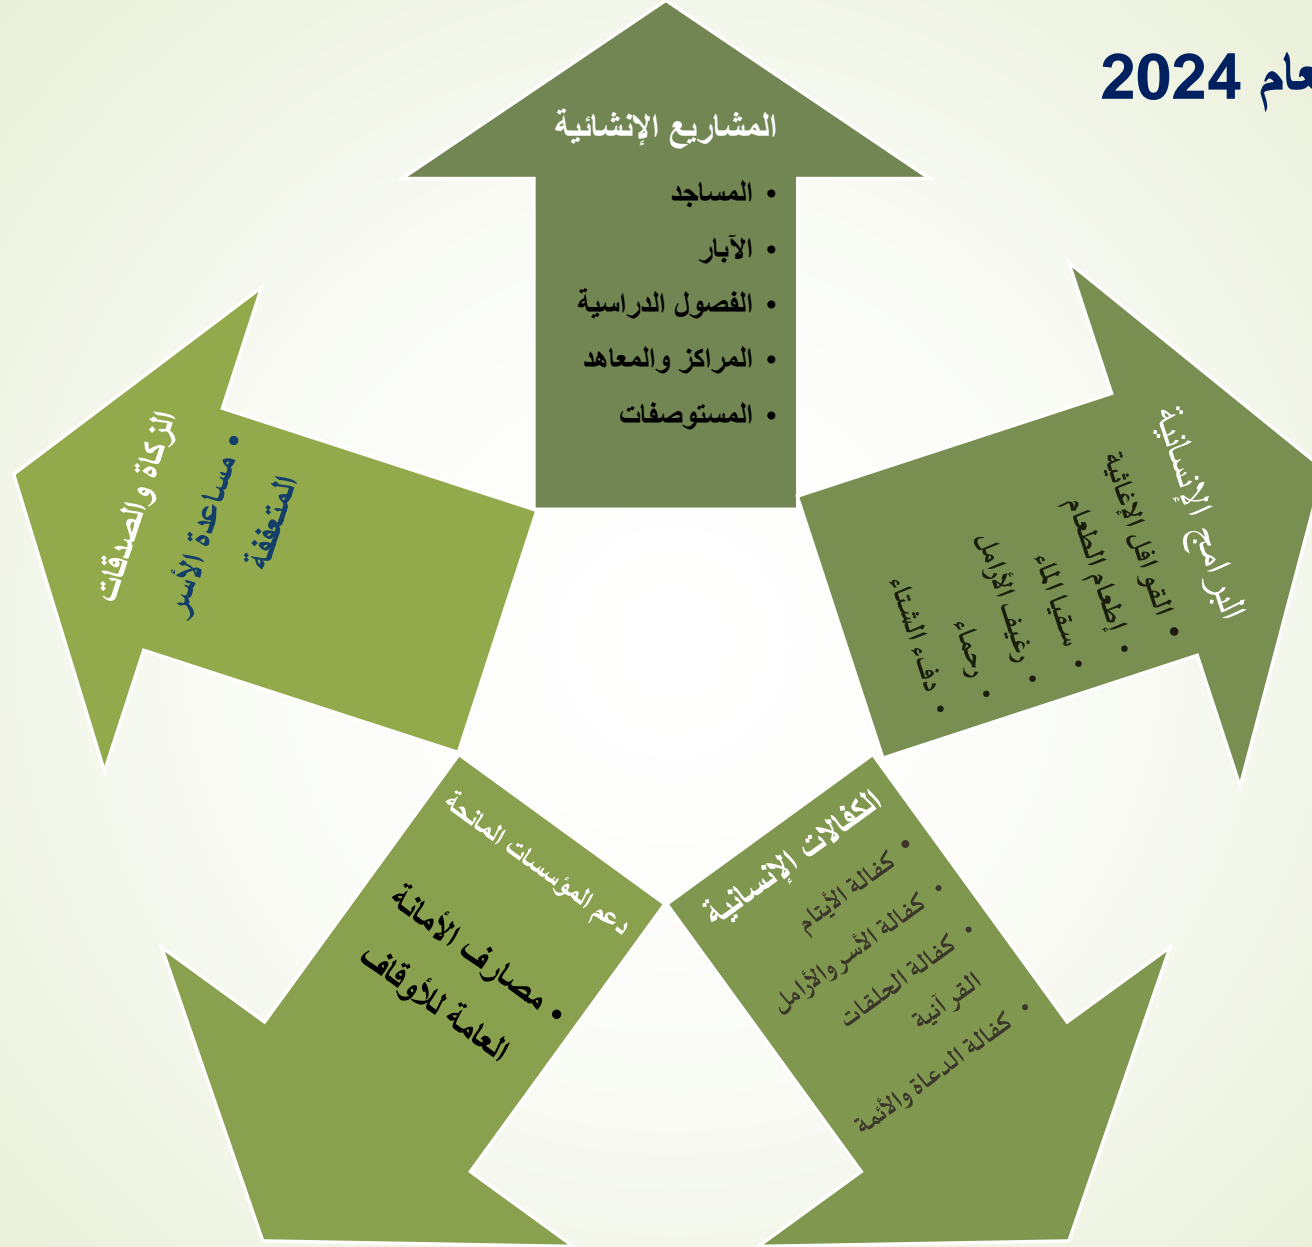 عام 2024
المشاريع الإنشائية
• المساجد
• الآبار
• الفصول الدراسية
• المراكز والمعاهد
• المستوصفات
البرامج الإنسانية
• القوافل الإغاثية
• إطعام الطعام
• سقيا الماء
• رغيف الأرامل
• رحماء
• دفء الشتاء
الكفالات الإنسانية
• كفالة الأيتام
• كفالة الأسر والأرامل
• كفالة الحلقات
القرآنية
• كفالة الدعاة والأئمة
دعم المؤسسات المانحة
• مصارف الأمانة
العامة للأوقاف
الزكاة والصدقات
• مساعدة الأسر
المتعففة